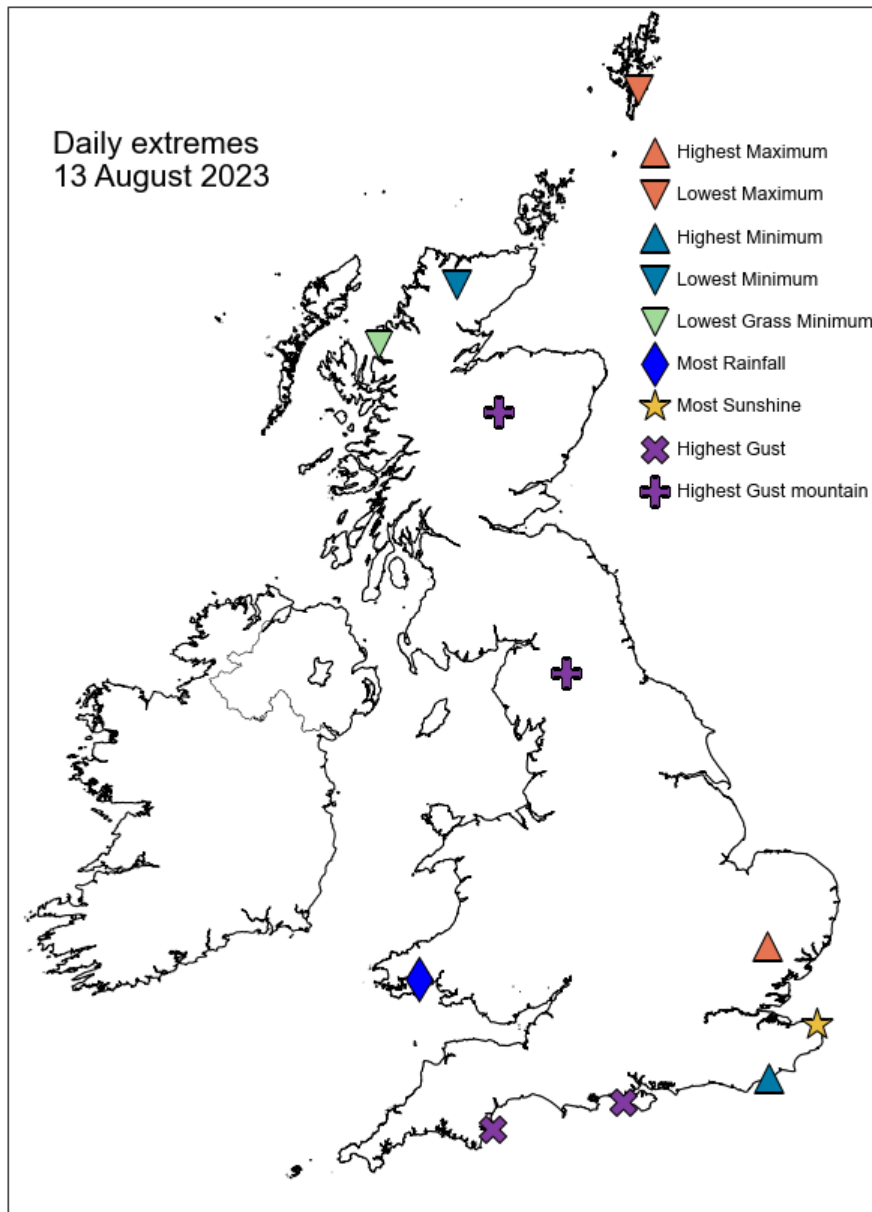 Daily extremes
13 August 2023
Highest Maximum
Lowest Maximum
Highest Minimum
Lowest Minimum
Lowest Grass Minimum
Most Rainfall
Most Sunshine
Highest Gust
Highest Gust mountain